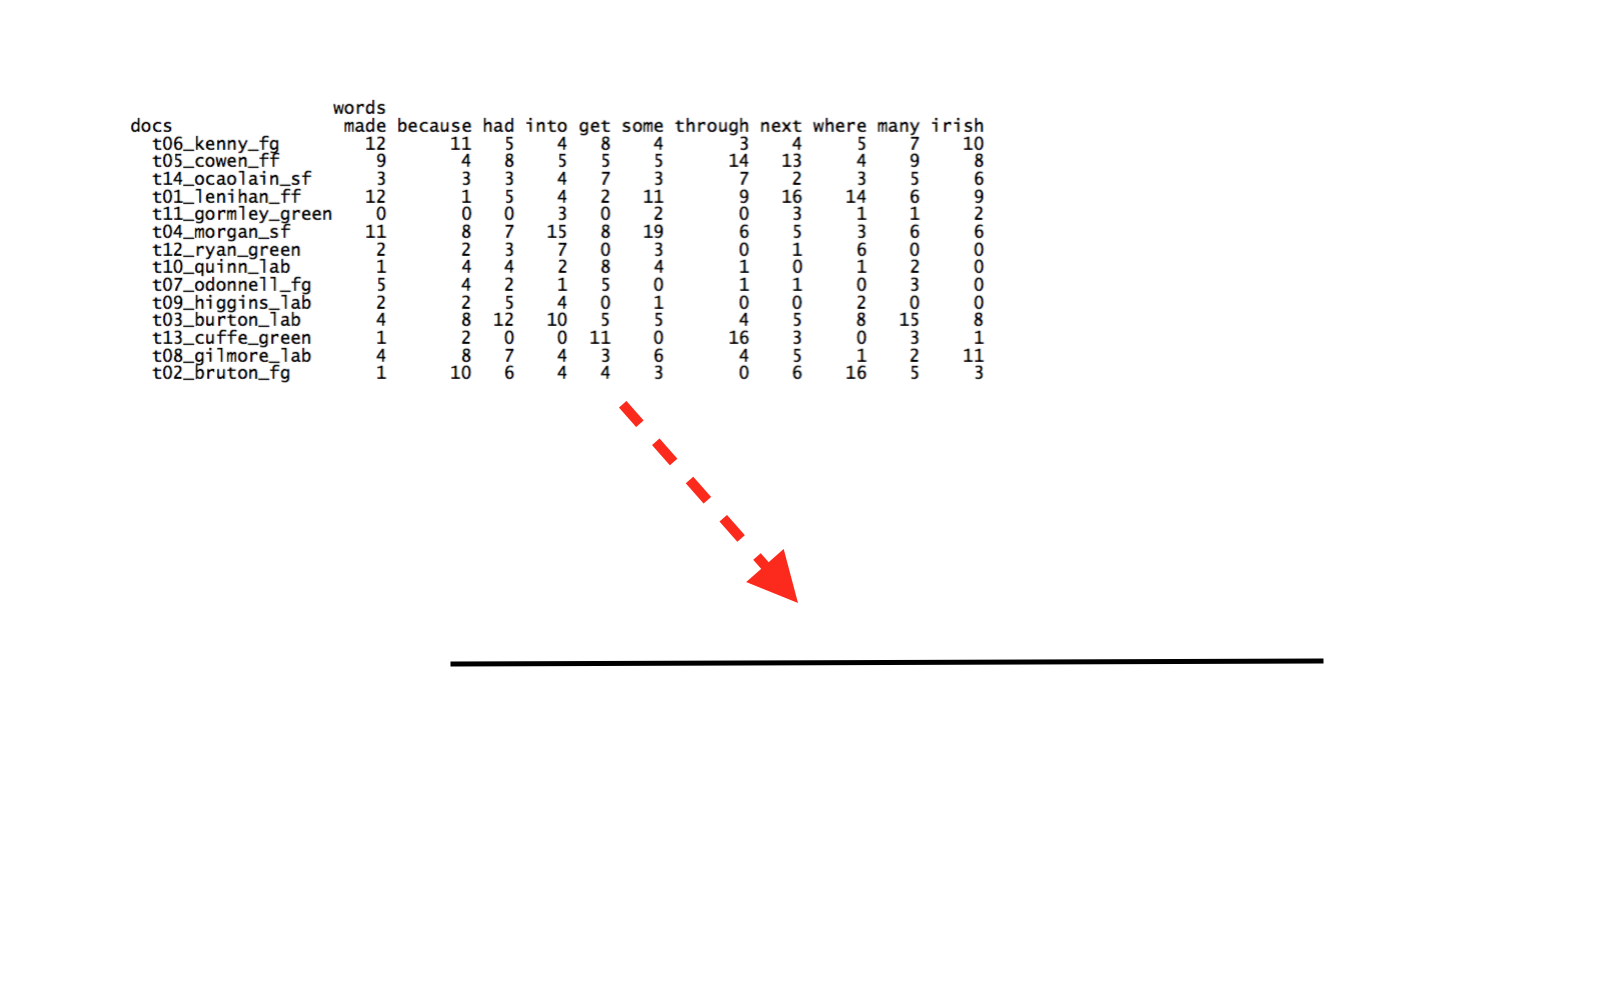 words
docs made because had into get some through next where many irish
t06_kenny_fg 12 11 5 4 8 4 3 4 5 7 10
t05_cowen_ff 9 4 8 5 5 5 14 13 4 9 8
t14_ocaolain_sf 3 3 3 4 7 3 7 2 3 5 6
t01_lenihan_ff 12 1 5 4 2 11 9 16 14 6 9
t11_gormley_green 0 0 0 3 0 2 0 3 1 1 2
t04_morgan_sf 11 8 7 15 8 19 6 5 3 6 6
t12_ryan_green 2 2 3 7 0 3 0 1 6 0 0
t10_quinn_lab 1 4 4 2 8 4 1 0 1 2 0
t07_odonnell_fg 5 4 2 1 5 0 1 1 0 3 0
t09_higgins_lab 2 2 5 4 0 1 0 0 2 0 0
t03_burton_lab 4 8 12 10 5 5 4 5 8 15 8
t13_cuffe_green 1 2 0 0 11 0 16 3 0 3 1
t08_gilmore_lab 4 8 7 4 3 6 4 5 1 2 11
t02_bruton_fg 1 10 6 4 4 3 0 6 16 5 3